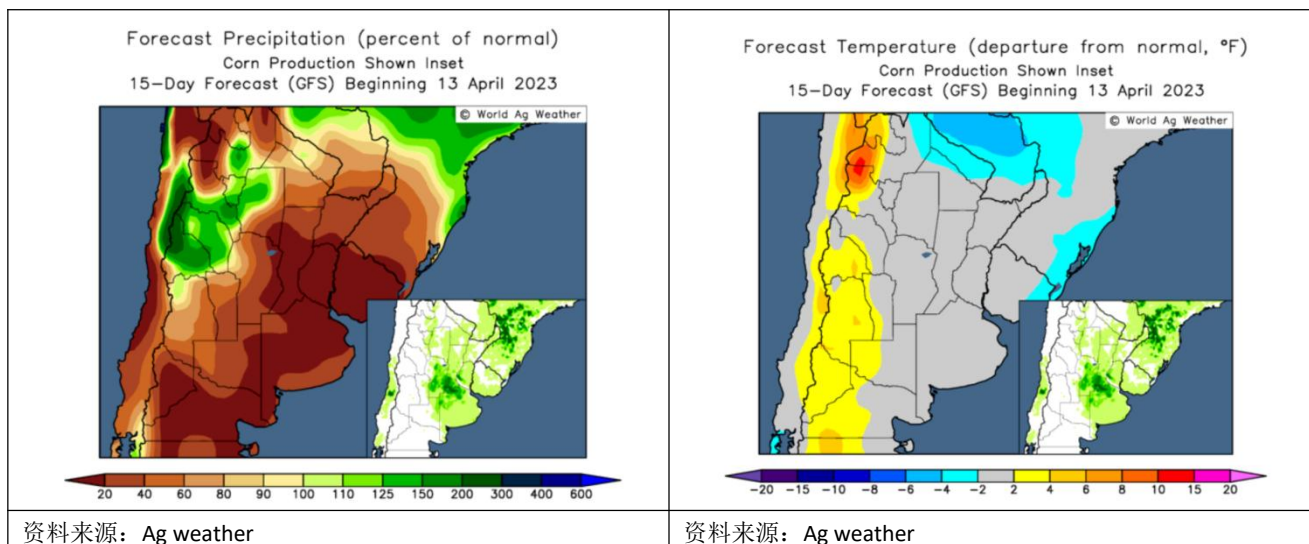 Forecast Precipitation (percent of normal)
Corn Production Shown Inset
15-Day Forecast (GFS) Beginning 13 April 2023
© World Ag Weather
20 40 60 80 90 100 110 125 150 200 300 400 600
资料来源：Ag weather
Forecast Temperature (departure from normal, °F)
Corn Production Shown Inset
15-Day Forecast (GFS) Beginning 13 April 2023
© World Ag Weather
-20 -15 -10 -8 -6 -4 -2 2 4 6 8 10 15 20
资料来源：Ag weather